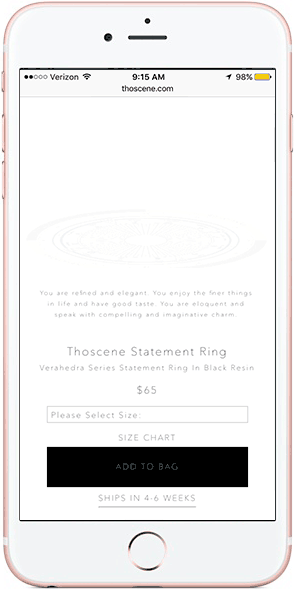 Verizon 9:15 AM 98%
thoscene.com
You are refined and elegant. You enjoy the finer things
in life and have good taste. You are eloquent and
speak with compelling and imaginative charm.
Thoscene Statement Ring
Verahedra Series Statement Ring In Black Resin
$65
Please Select Size:
SIZE CHART
ADD TO BAG
SHIPS IN 4-6 WEEKS